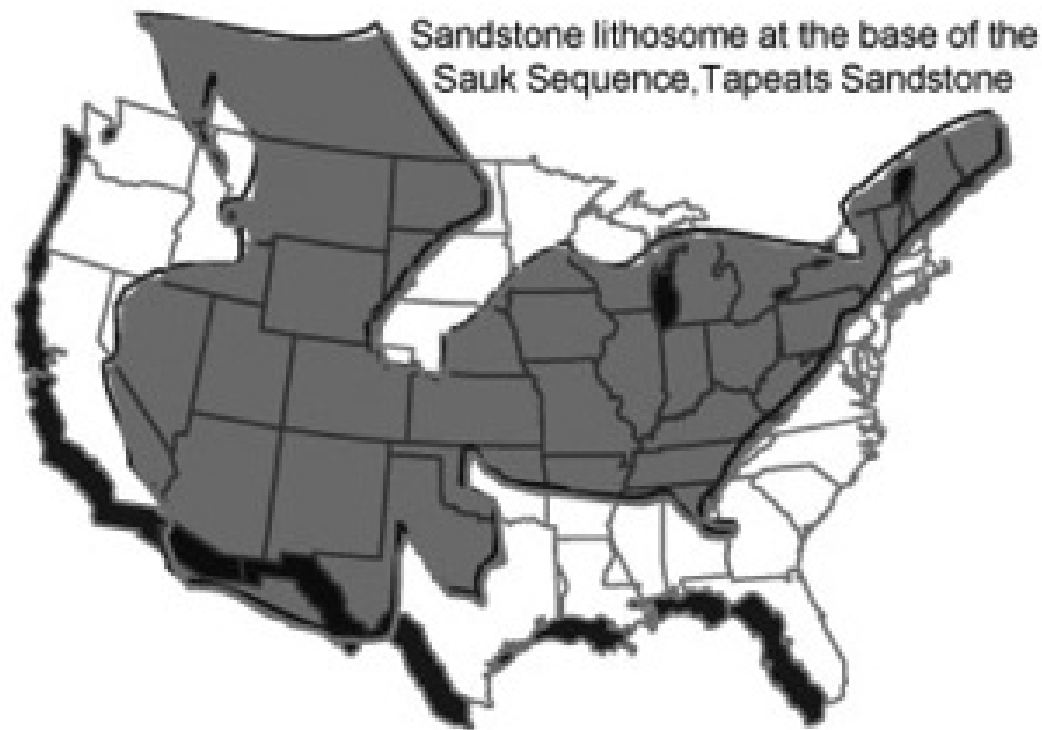 Sandstone lithosome at the base of the
Sauk Sequence,Tapeats Sandstone